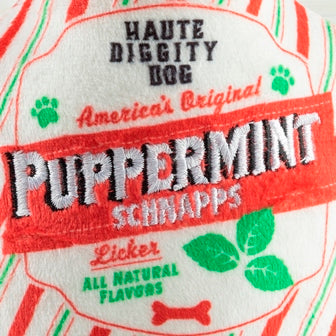 HAUTE
DIGGITY
DOG
America's Original
PUPPERMINT
SCHNAPPS
Licker
ALL NATURAL
FLAVORS